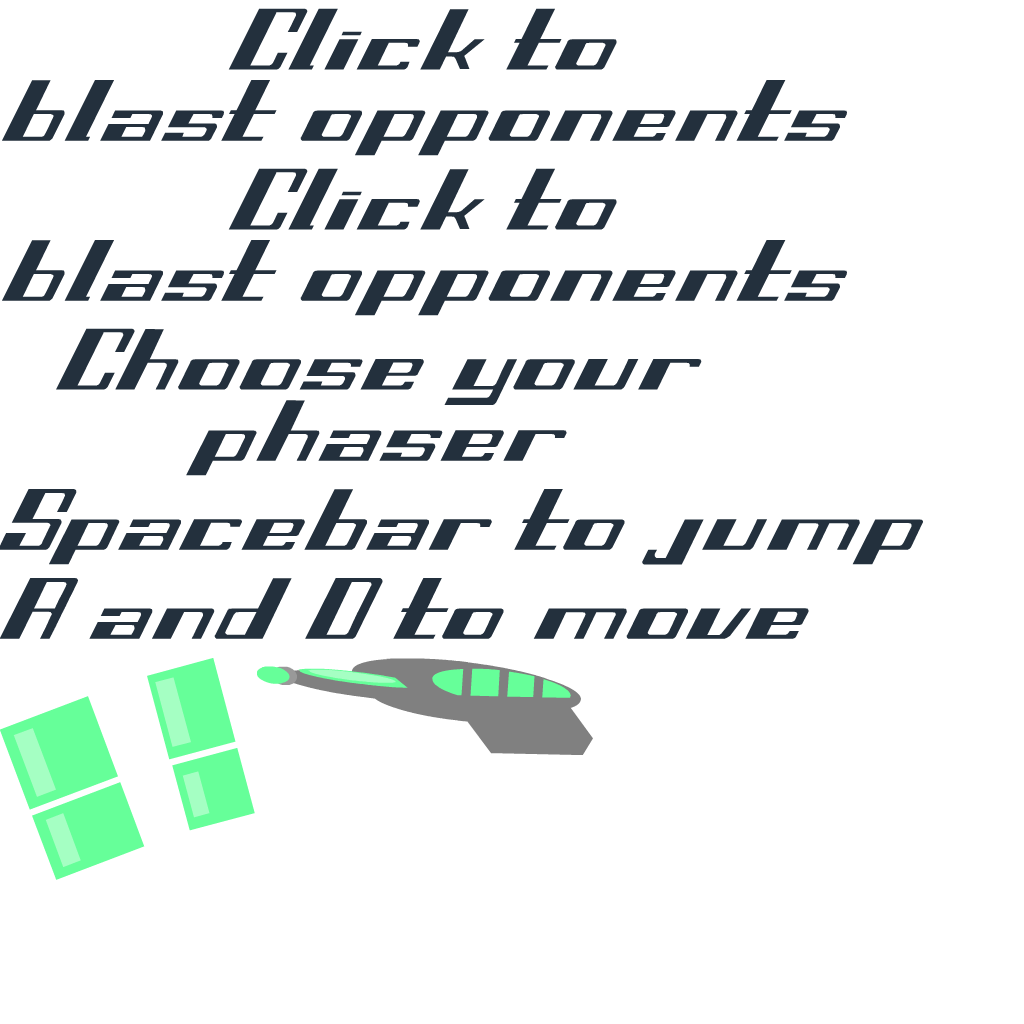 Click to
blast opponents
Click to
blast opponents
Choose your
phaser
Spacebar to jump
A and D to move